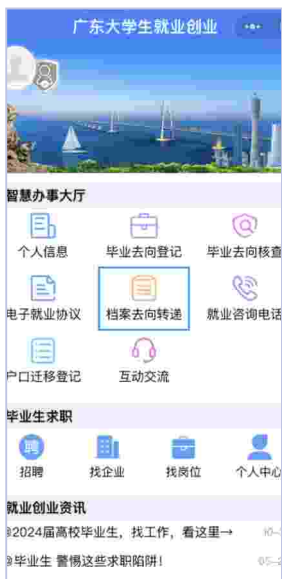 广东大学生就业创业
智慧办事大厅
个人信息 毕业去向登记 毕业去向核查
电子就业协议 档案去向转递 就业咨询电话
户口迁移登记 互动交流
毕业生求职
聘
招聘 找企业 找岗位 个人中心
就业创业资讯
2024届高校毕业生，找工作，看这里→
毕业生 警惕这些求职陷阱！